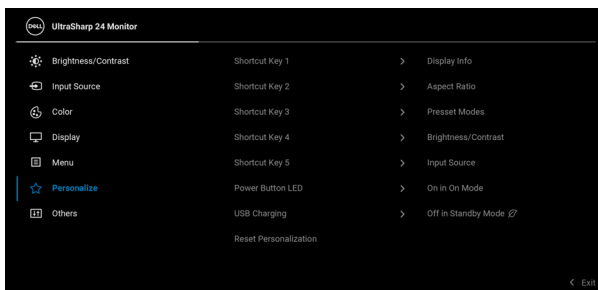 DELL UltraSharp 24 Monitor
Brightness/Contrast Shortcut Key 1 > Display Info
Input Source Shortcut Key 2 > Aspect Ratio
Color Shortcut Key 3 > Presset Modes
Display Shortcut Key 4 > Brightness/Contrast
Menu Shortcut Key 5 > Input Source
Personalize Power Button LED > On in On Mode
Others USB Charging > Off in Standby Mode
Reset Personalization
< Exit